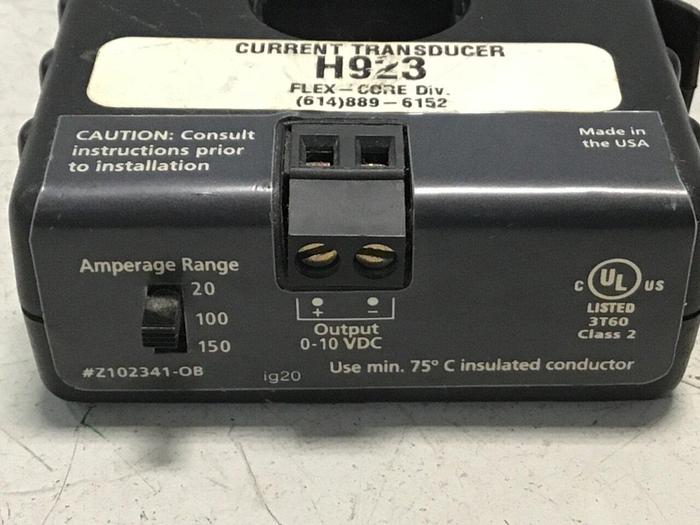 CURRENT TRANSDUCER
H923
FLEX-CORE Div.
(614)889-6152
CAUTION: Consult
instructions prior
to installation
Made in
the USA
Amperage Range
20
100
150
#Z102341-OB
+ -
Output
0-10 VDC
ig20
C UL US
LISTED
3T60
Class 2
Use min. 75° C insulated conductor